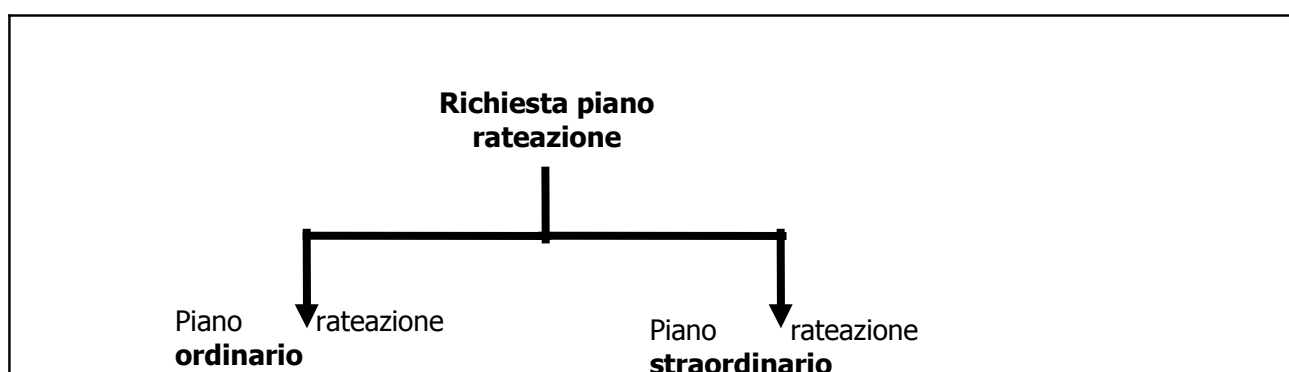 Richiesta piano
rateazione
Piano rateazione
ordinario
Piano rateazione
straordinario